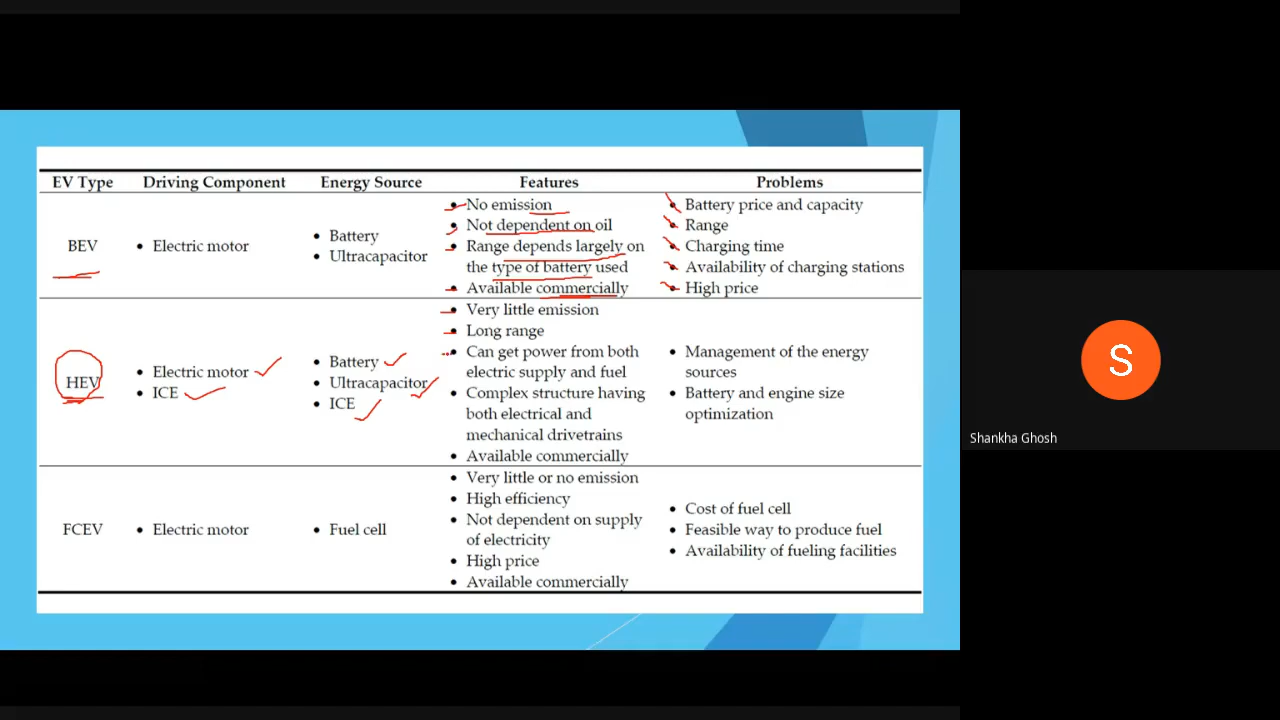 EV Type Driving Component Energy Source Features Problems
BEV
• Electric motor
• Battery
• Ultracapacitor
• No emission
• Not dependent on oil
• Range depends largely on
the type of battery used
• Available commercially
• Battery price and capacity
• Range
• Charging time
• Availability of charging stations
• High price
HEV
• Electric motor
• ICE
• Battery
• Ultracapacitor
• ICE
• Very little emission
• Long range
• Can get power from both
electric supply and fuel
• Complex structure having
both electrical and
mechanical drivetrains
• Available commercially
• Management of the energy
sources
• Battery and engine size
optimization
FCEV
• Electric motor
• Fuel cell
• Very little or no emission
• High efficiency
• Not dependent on supply
of electricity
• High price
• Available commercially
• Cost of fuel cell
• Feasible way to produce fuel
• Availability of fueling facilities
S
Shankha Ghosh